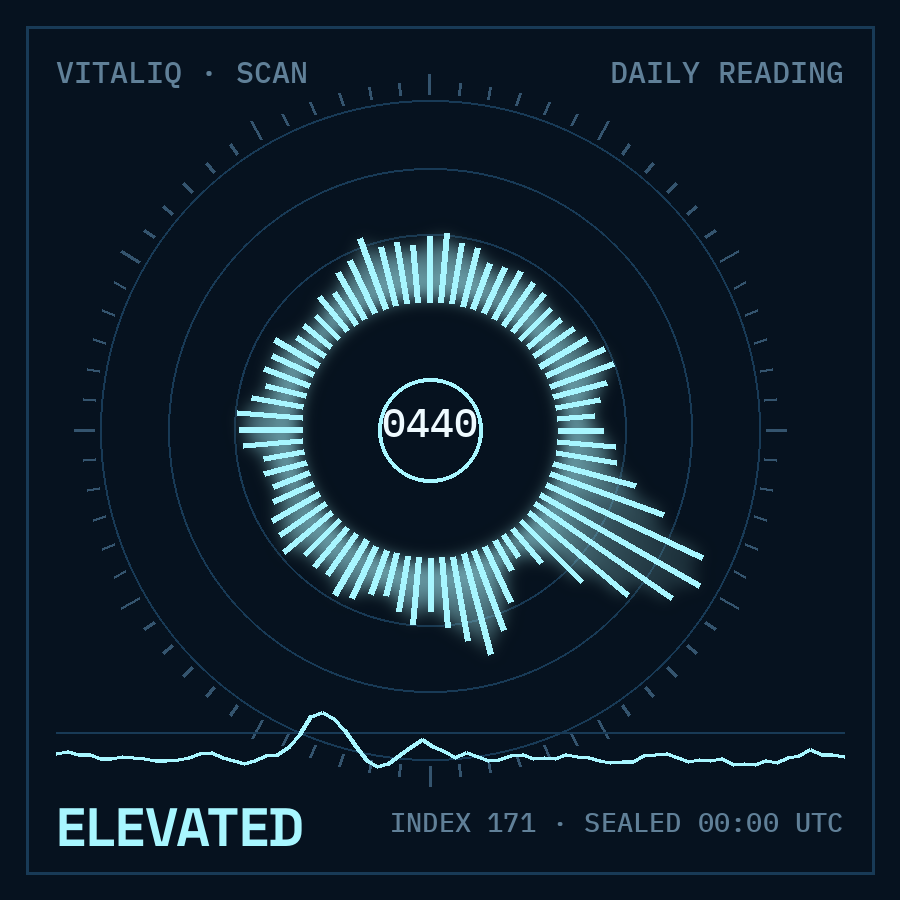 VITALIQ · SCAN
DAILY READING
0440
ELEVATED
INDEX 171 · SEALED 00:00 UTC